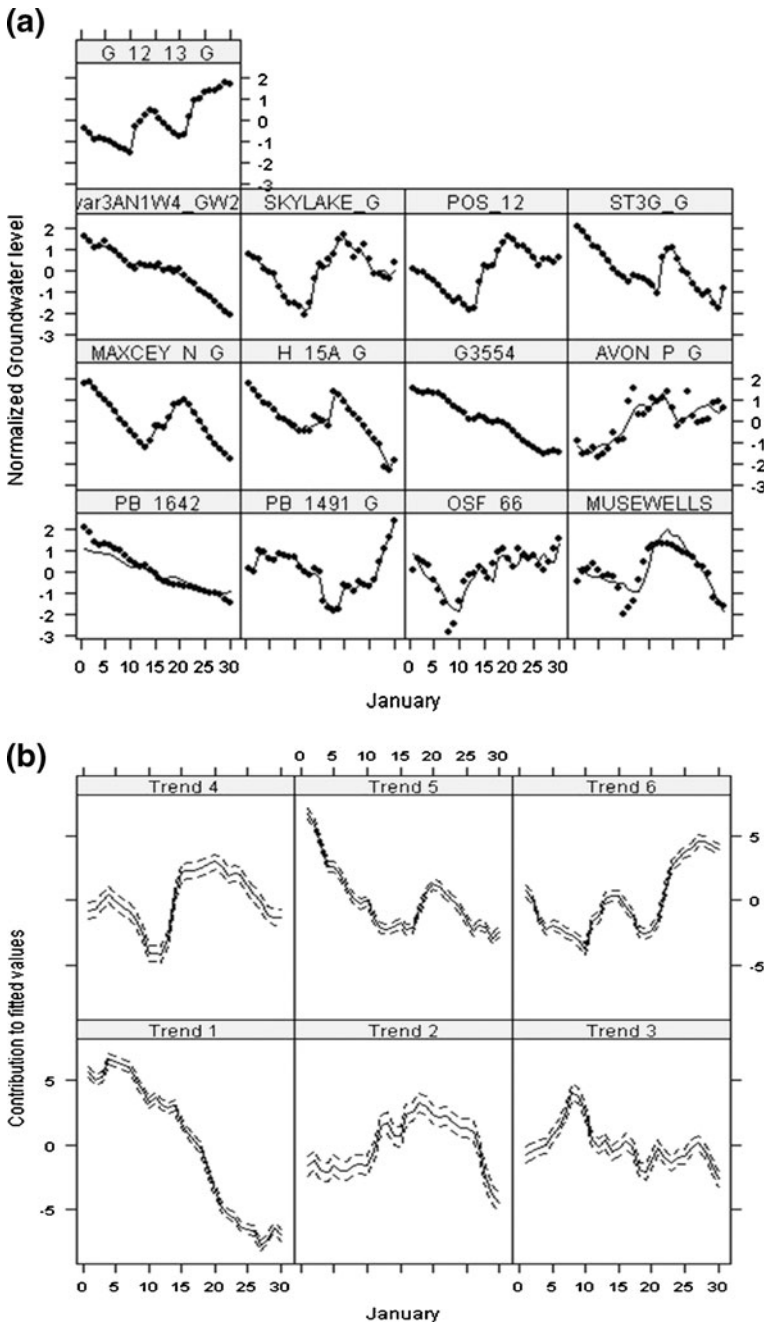 (a)
G 12 13 G
2
1
0
-1
-2
-3
var3AN1W4_GW2 SKYLAKE_G POS_12 ST3G_G
2
1
0
-1
-2
-3
MAXCEY N G H 15A G G3554 AVON P G
2
1
0
-1
-2
-3
PB 1642 PB 1491 G OSF 66 MUSEWELLS
2
1
0
-1
-2
-3
0 5 10 15 20 25 30 0 5 10 15 20 25 30
January
Normalized Groundwater level
(b)
0 5 10 15 20 25 30
Trend 4 Trend 5 Trend 6
5
0
-5
Trend 1 Trend 2 Trend 3
5
0
-5
0 5 10 15 20 25 30 0 5 10 15 20 25 30
January
Contribution to fitted values